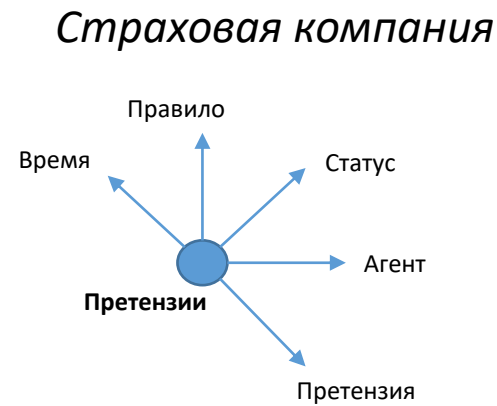 Страховая компания
Правило
Время
Статус
Агент
Претензии
Претензия